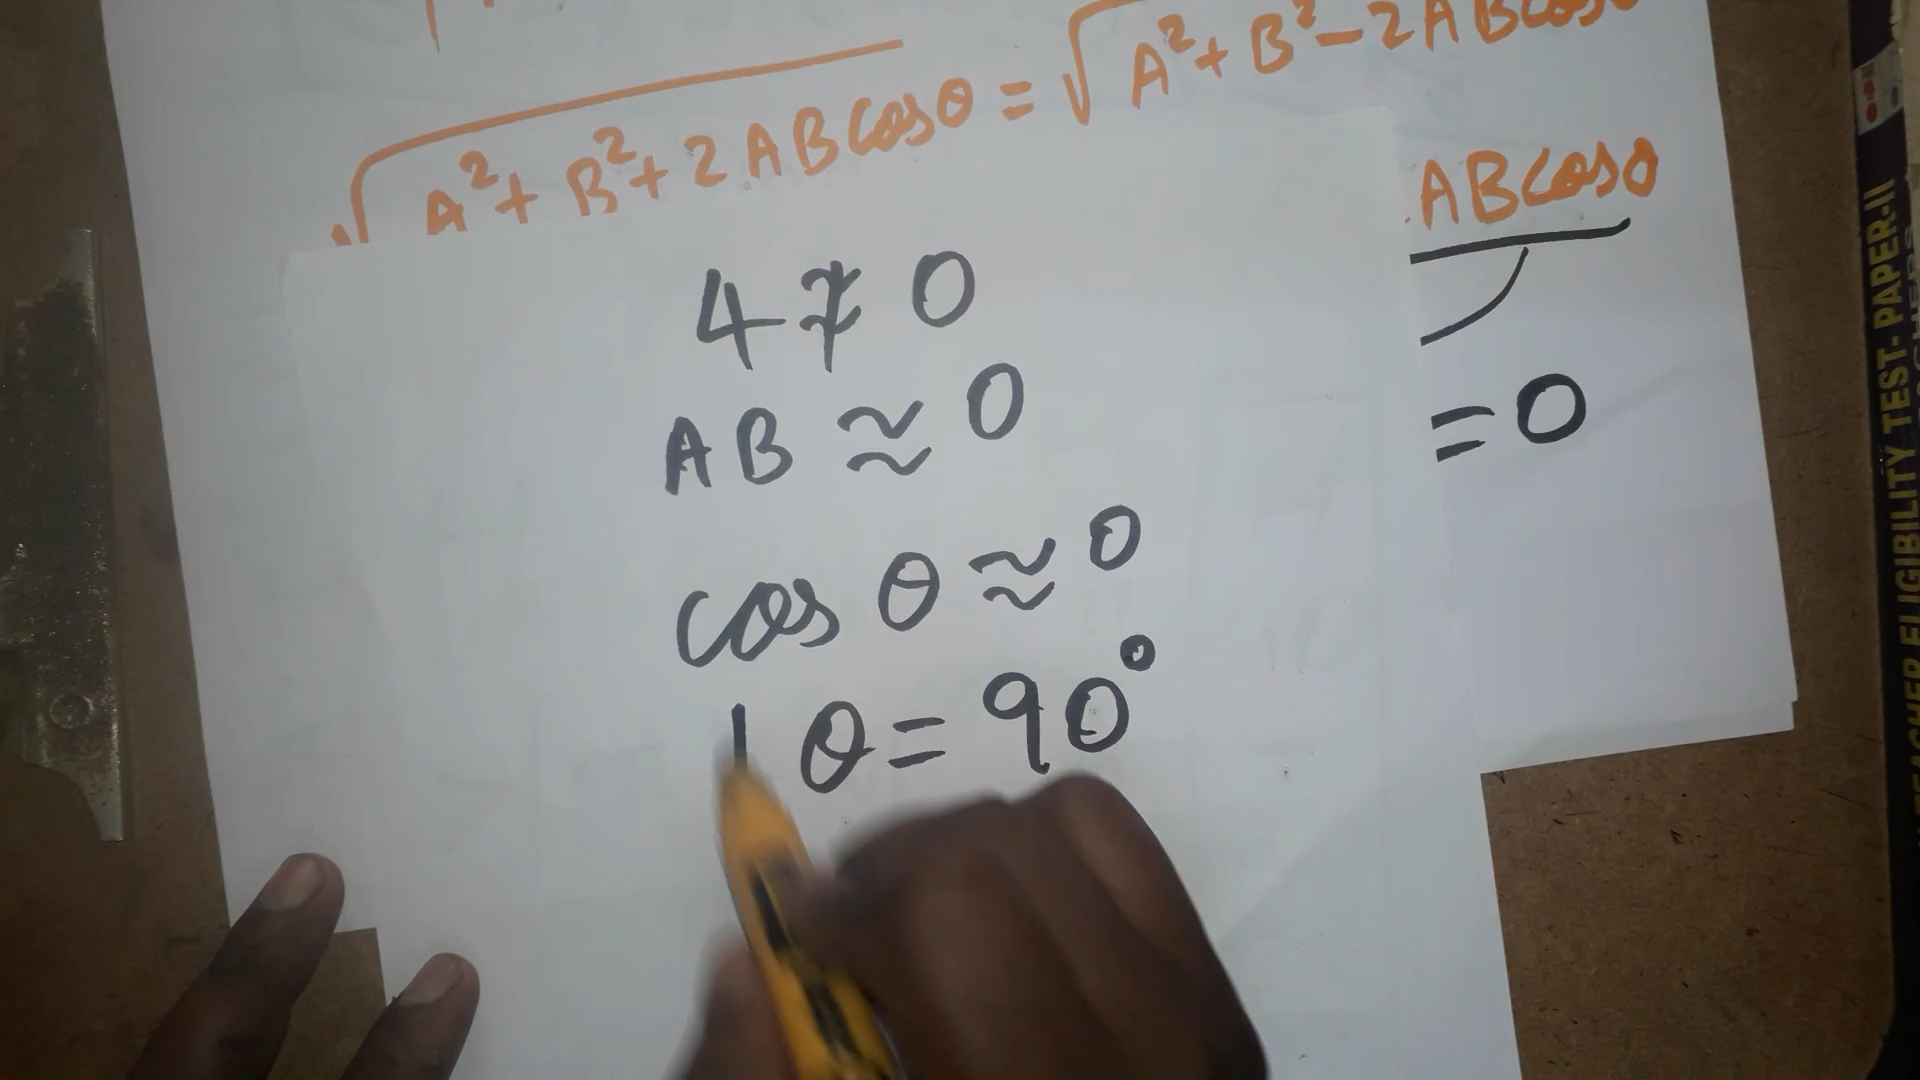 √A²+B²+2ABcosθ = √A²+B²-2ABcosθ
ABcosθ
4 ≉ 0
= 0
AB ≈ 0
cosθ ≈ 0
θ = 90°
TEACHER ELIGIBILITY TEST- PAPER-II